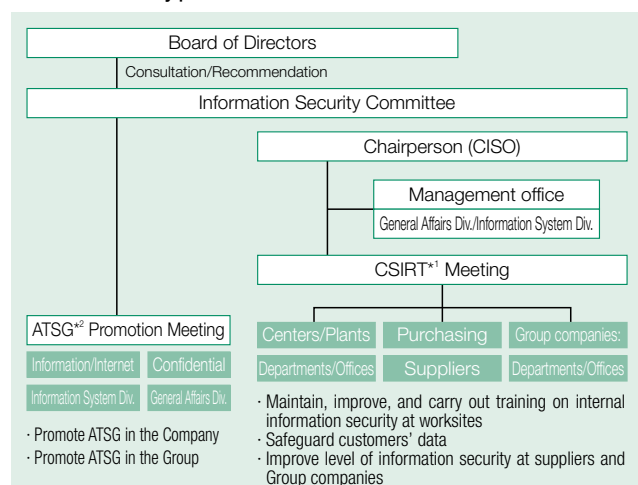 Board of Directors
Consultation/Recommendation
Information Security Committee
Chairperson (CISO)
Management office
General Affairs Div./Information System Div.
CSIRT*1 Meeting
ATSG*2 Promotion Meeting
Information/Internet
Confidential
Information System Div.
General Affairs Div.
· Promote ATSG in the Company
· Promote ATSG in the Group
Centers/Plants
Purchasing
Group companies:
Departments/Offices
Suppliers
Departments/Offices
· Maintain, improve, and carry out training on internal
information security at worksites
· Safeguard customers' data
· Improve level of information security at suppliers and
Group companies